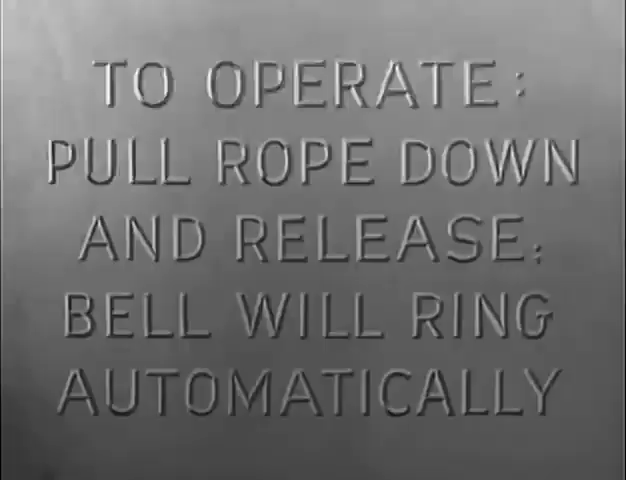 TO OPERATE:
PULL ROPE DOWN
AND RELEASE.
BELL WILL RING
AUTOMATICALLY